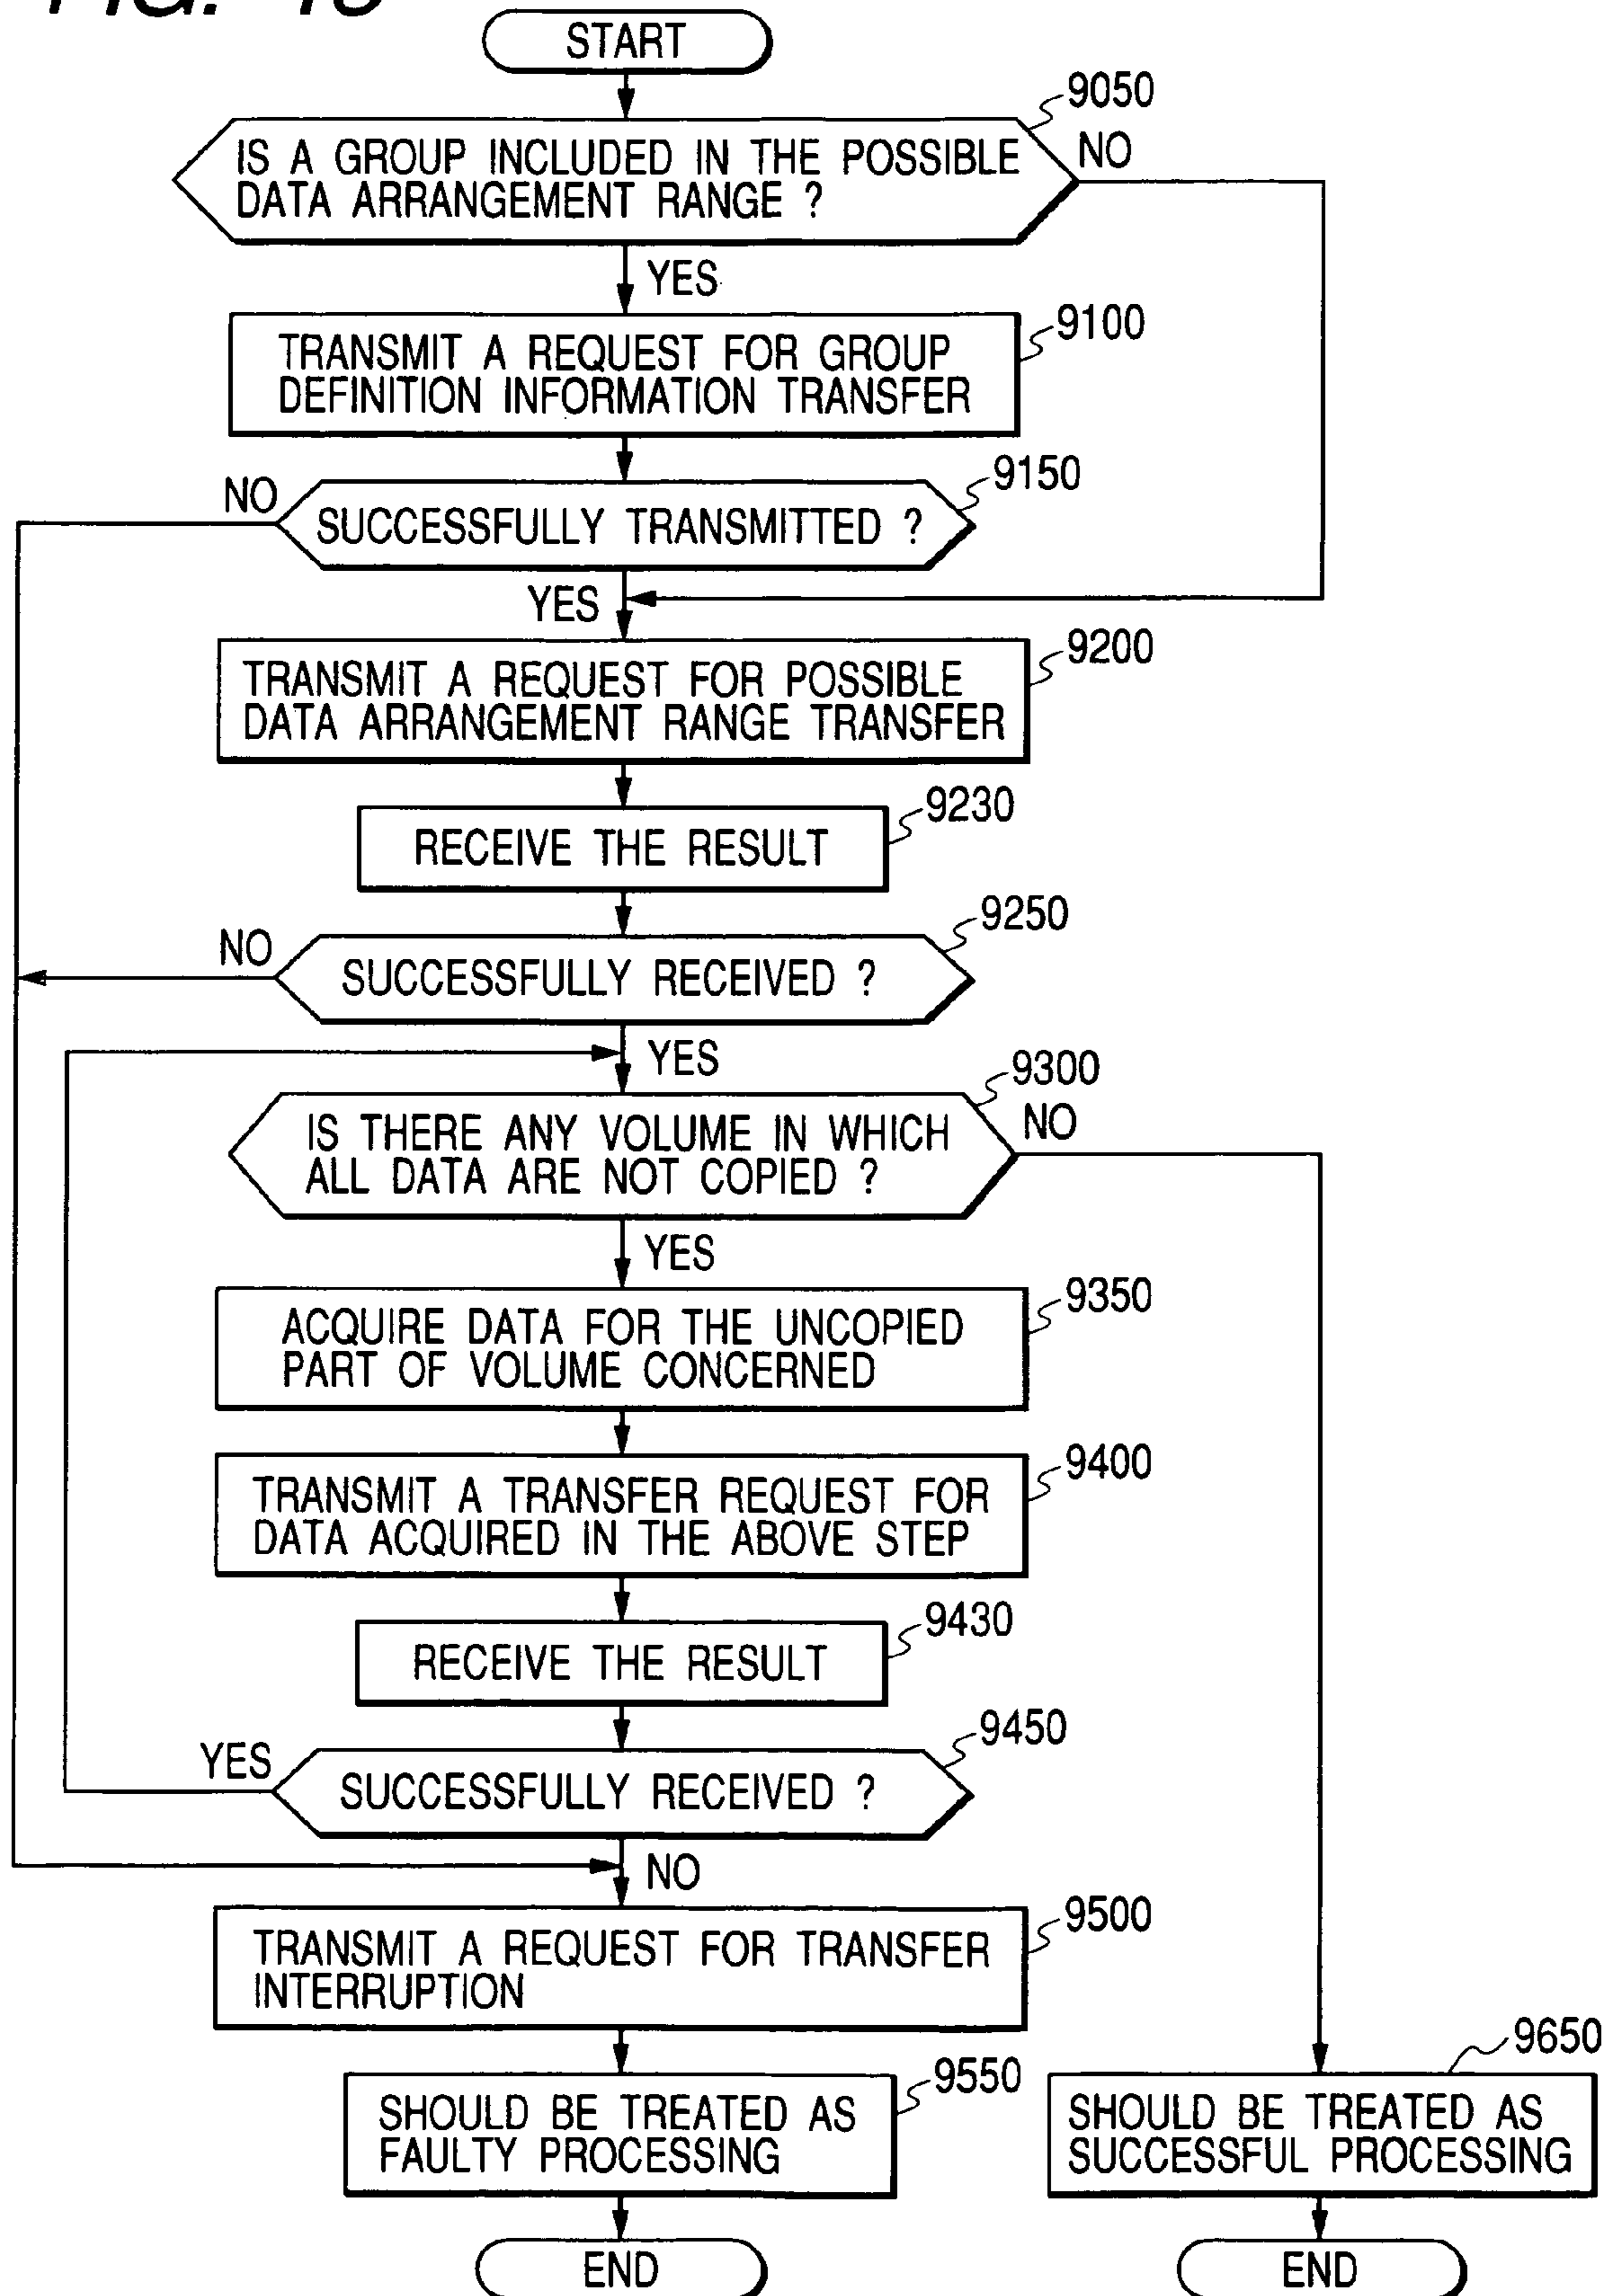 START
9050
IS A GROUP INCLUDED IN THE POSSIBLE
DATA ARRANGEMENT RANGE ?
NO
YES
9100
TRANSMIT A REQUEST FOR GROUP
DEFINITION INFORMATION TRANSFER
9150
NO
SUCCESSFULLY TRANSMITTED ?
YES
9200
TRANSMIT A REQUEST FOR POSSIBLE
DATA ARRANGEMENT RANGE TRANSFER
9230
RECEIVE THE RESULT
9250
NO
SUCCESSFULLY RECEIVED ?
YES
9300
IS THERE ANY VOLUME IN WHICH
ALL DATA ARE NOT COPIED ?
NO
YES
9350
ACQUIRE DATA FOR THE UNCOPIED
PART OF VOLUME CONCERNED
9400
TRANSMIT A TRANSFER REQUEST FOR
DATA ACQUIRED IN THE ABOVE STEP
9430
RECEIVE THE RESULT
9450
YES
SUCCESSFULLY RECEIVED ?
NO
9500
TRANSMIT A REQUEST FOR TRANSFER
INTERRUPTION
9550
SHOULD BE TREATED AS
FAULTY PROCESSING
9650
SHOULD BE TREATED AS
SUCCESSFUL PROCESSING
END
END